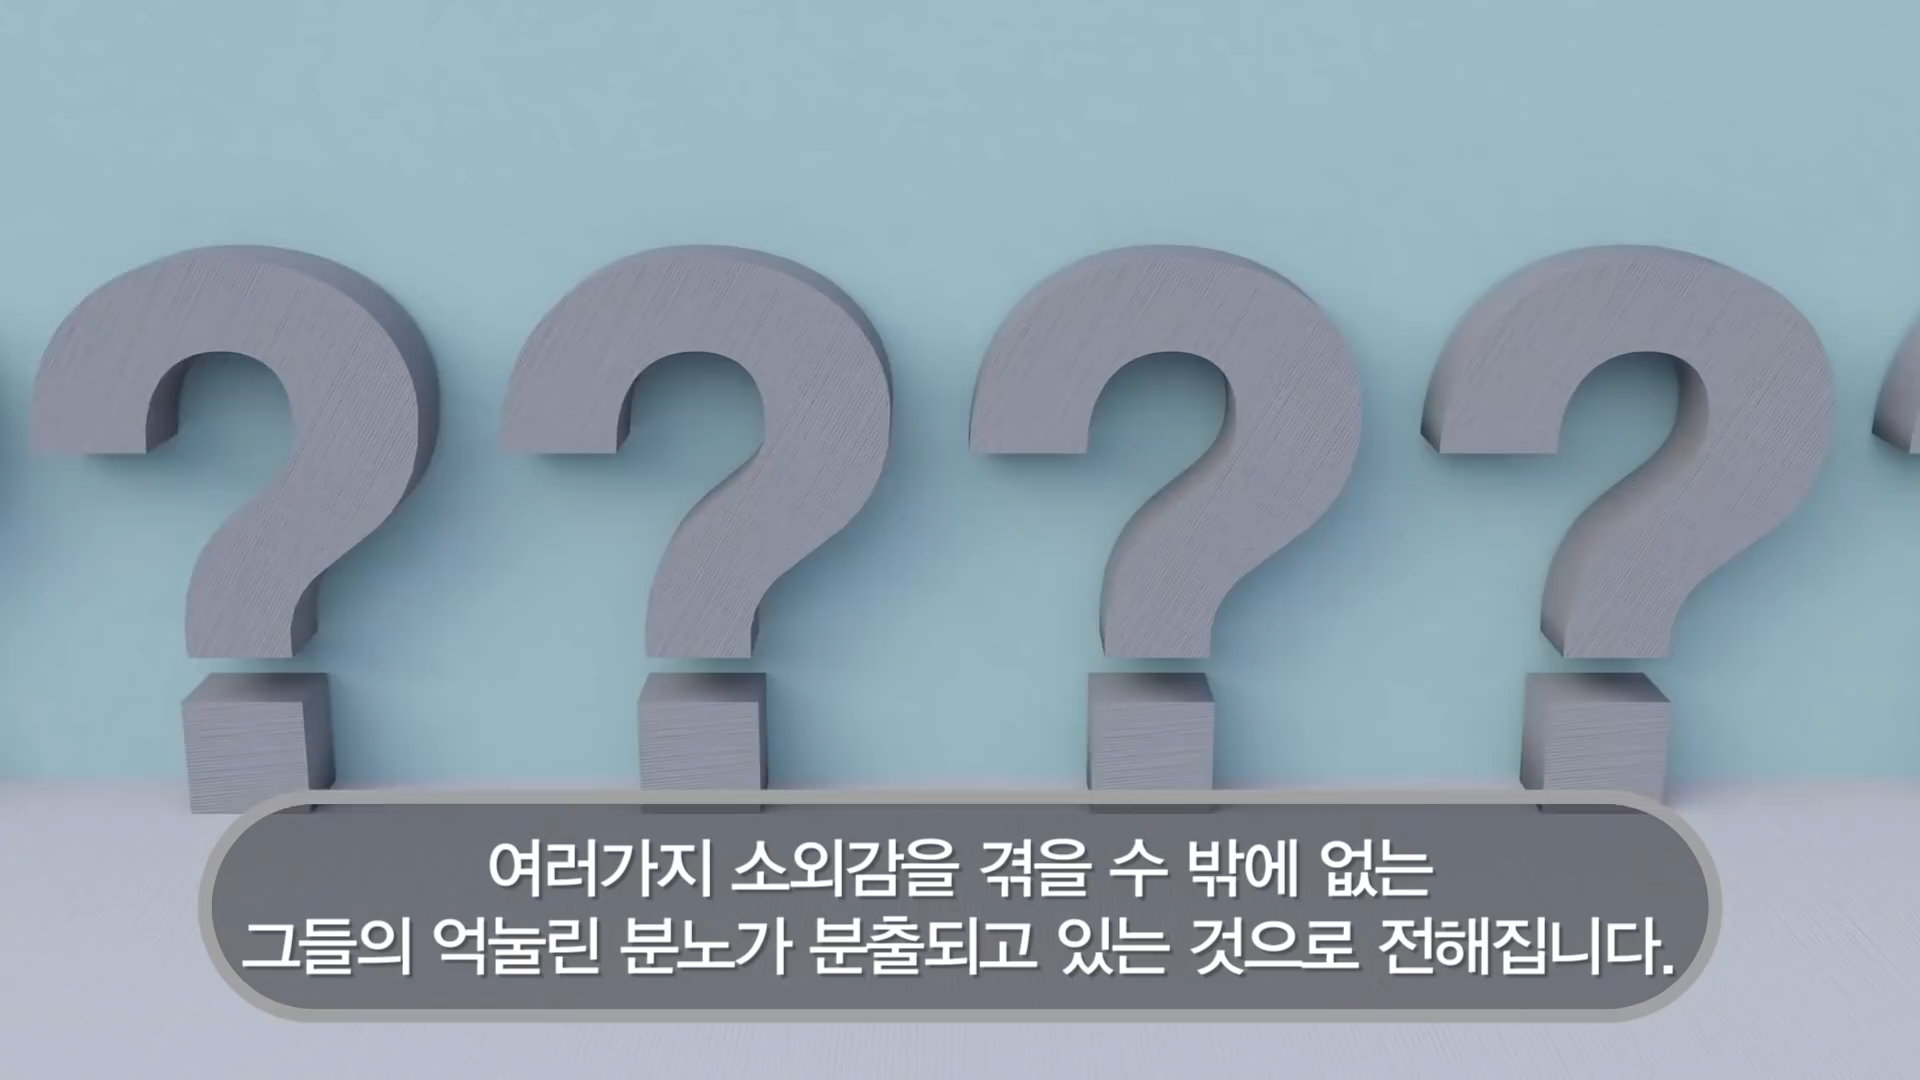 여러가지 소외감을 겪을 수 밖에 없는
그들의 억눌린 분노가 분출되고 있는 것으로 전해집니다.